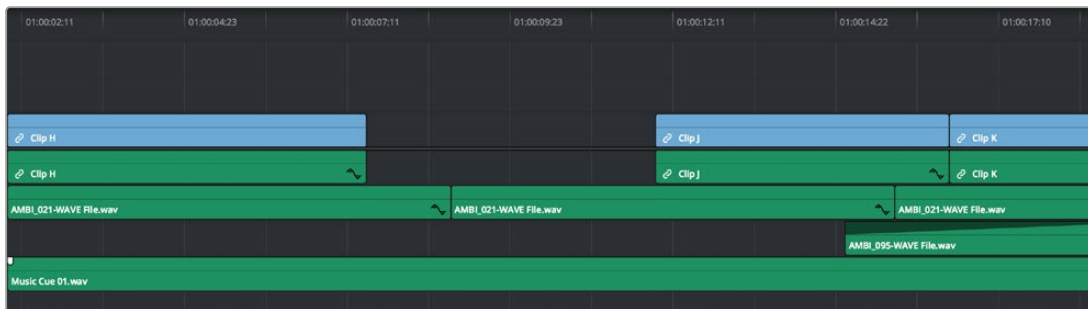 01:00:02:11 01:00:04:23 01:00:07:11 01:00:09:23 01:00:12:11 01:00:14:22 01:00:17:10
Clip H Clip J Clip K
Clip H Clip J Clip K
AMBI_021-WAVE File.wav AMBI_021-WAVE File.wav AMBI_021-WAVE File.wav
AMBI_095-WAVE File.wav
Music Cue 01.wav